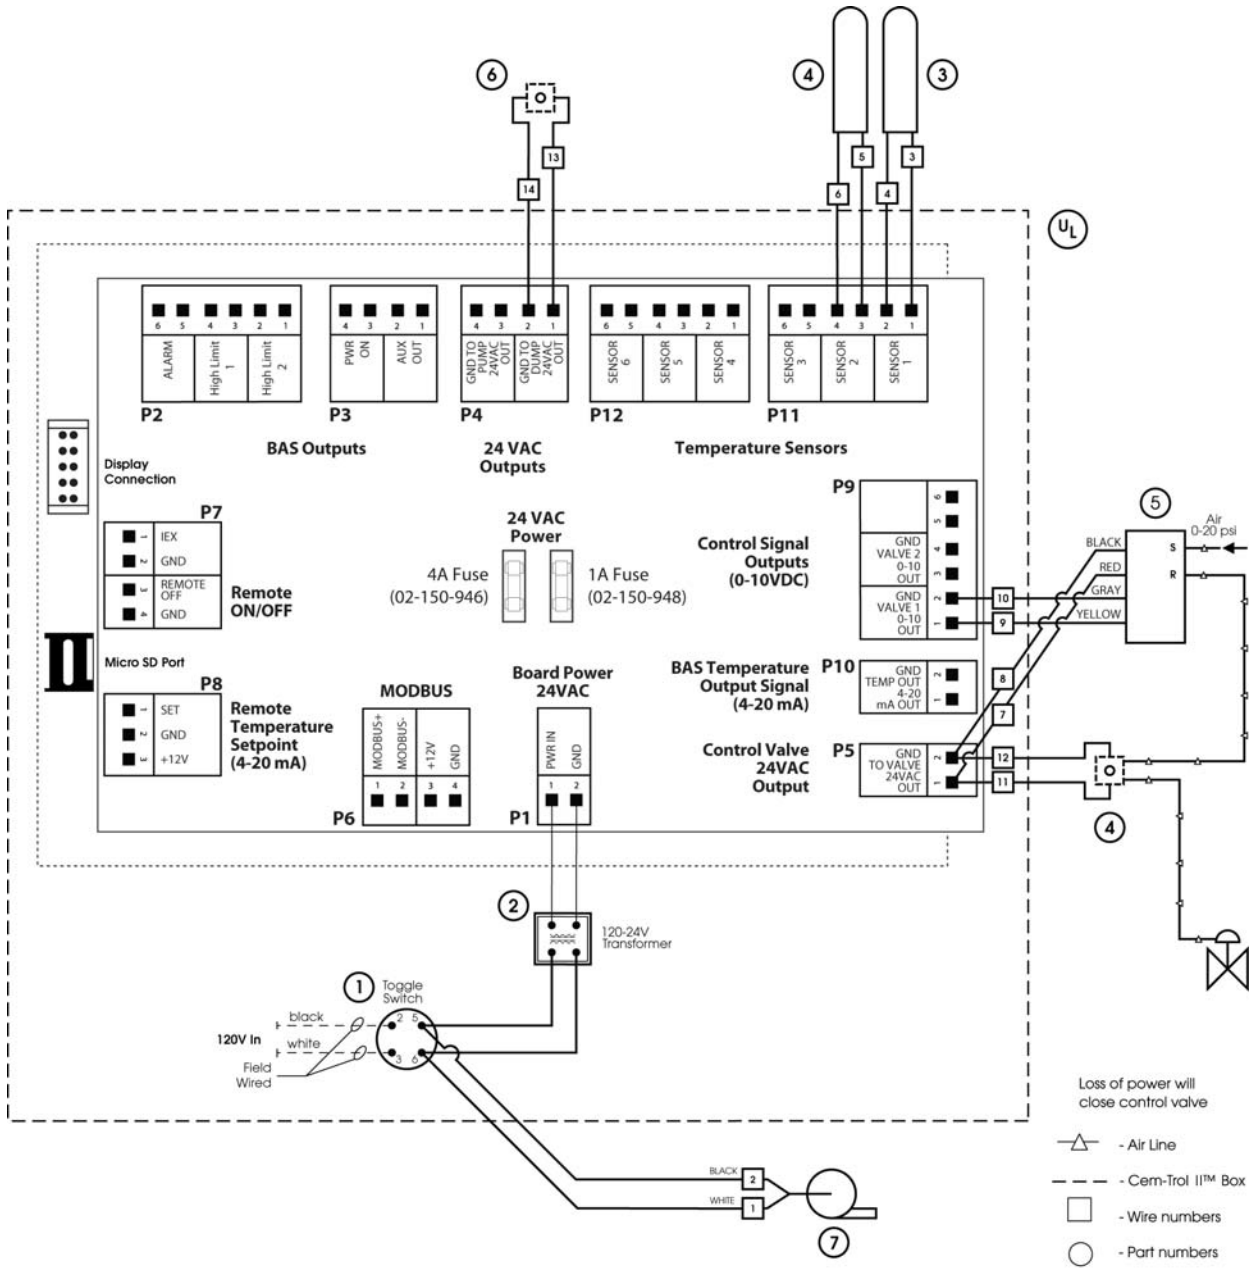 6
4
3
13
5
3
14
6
4
UL
6 5 4 3 2 1
ALARM
High Limit 1
High Limit 2
P2
4 3 2 1
PWR ON
AUX OUT
P3
BAS Outputs
4 3 2 1
GND TO PUMP 24VAC OUT
GND TO DUMP 24VAC OUT
P4
24 VAC
Outputs
6 5 4 3 2 1
SENSOR 6
SENSOR 5
SENSOR 4
P12
6 5 4 3 2 1
SENSOR 3
SENSOR 2
SENSOR 1
P11
Temperature Sensors
Display
Connection
P7
1 IEX
2 GND
3 REMOTE OFF
4 GND
Remote
ON/OFF
24 VAC
Power
4A Fuse
(02-150-946)
1A Fuse
(02-150-948)
P9
Control Signal
Outputs
(0-10VDC)
6
5
4
3
2
1
GND
VALVE 2
0-10
OUT
GND
VALVE 1
0-10
OUT
10
9
BLACK
RED
GRAY
YELLOW
5
S
R
Air
0-20 psi
Micro SD Port
P8
1 SET
2 GND
3 +12V
Remote
Temperature
Setpoint
(4-20 mA)
MODBUS
MODBUS+
MODBUS-
+12V
GND
1 2 3 4
P6
Board Power
24VAC
PWR IN
GND
1 2
P1
BAS Temperature
Output Signal
(4-20 mA)
P10
GND
TEMP OUT
4-20
mA OUT
2
1
8
7
Control Valve
24VAC
Output
P5
GND
TO VALVE
24VAC
OUT
2
1
12
11
4
2
120-24V
Transformer
1
Toggle
Switch
2 5
3 6
black
120V In
white
Field
Wired
BLACK
2
WHITE
1
7
Loss of power will
close control valve
- Air Line
- Cem-Trol II™ Box
- Wire numbers
- Part numbers